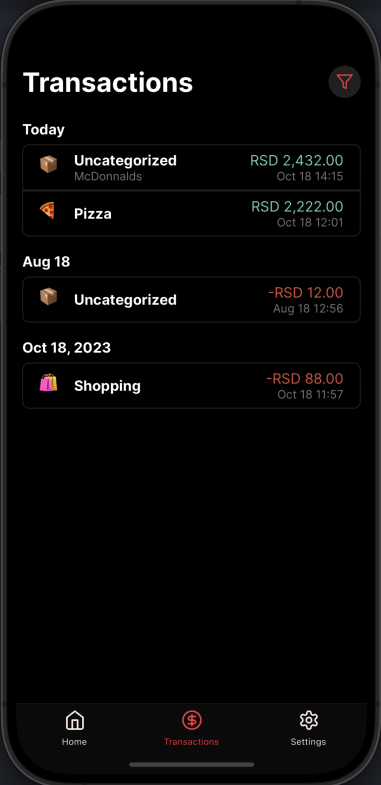 Transactions
Today
Uncategorized RSD 2,432.00
McDonnalds Oct 18 14:15
Pizza RSD 2,222.00
Oct 18 12:01
Aug 18
Uncategorized -RSD 12.00
Aug 18 12:56
Oct 18, 2023
Shopping -RSD 88.00
Oct 18 11:57
Home Transactions Settings